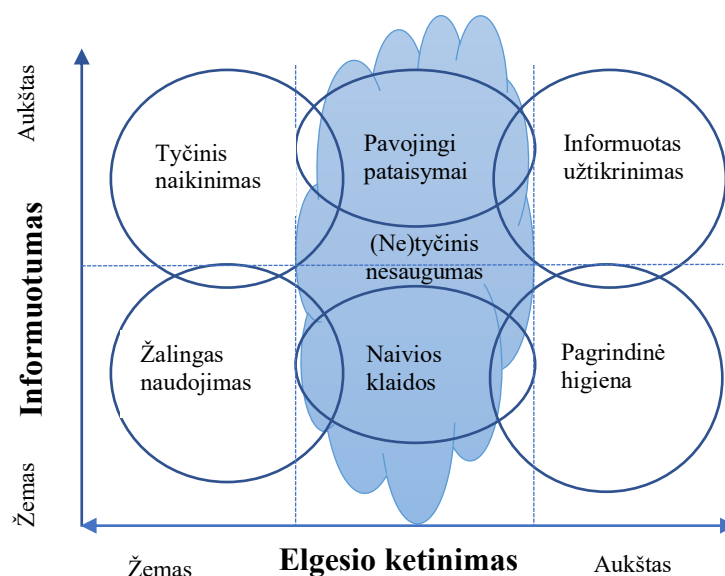 Aukštas
Informuotumas
Žemas
Tyčinis
naikinimas
Pavojingi
pataisymai
Informuotas
užtikrinimas
(Ne)tyčinis
nesaugumas
Žalingas
naudojimas
Naivios
klaidos
Pagrindinė
higiena
Žemas
Elgesio ketinimas
Aukštas